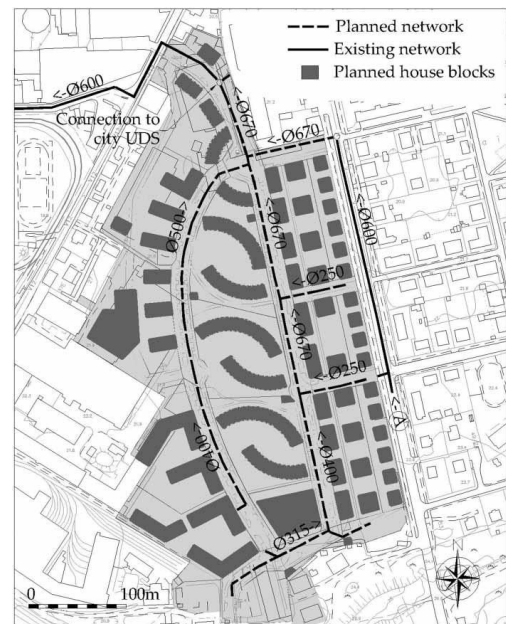 Planned network
Existing network
Planned house blocks
<-Ø600
Connection to
city UDS
<-Ø670
<-Ø670
Ø500->
<-Ø670
<-Ø600
<-Ø250
<-Ø670
<-Ø250
Ø400->
<-Ø400
<-A
Ø315->
0 100m
N